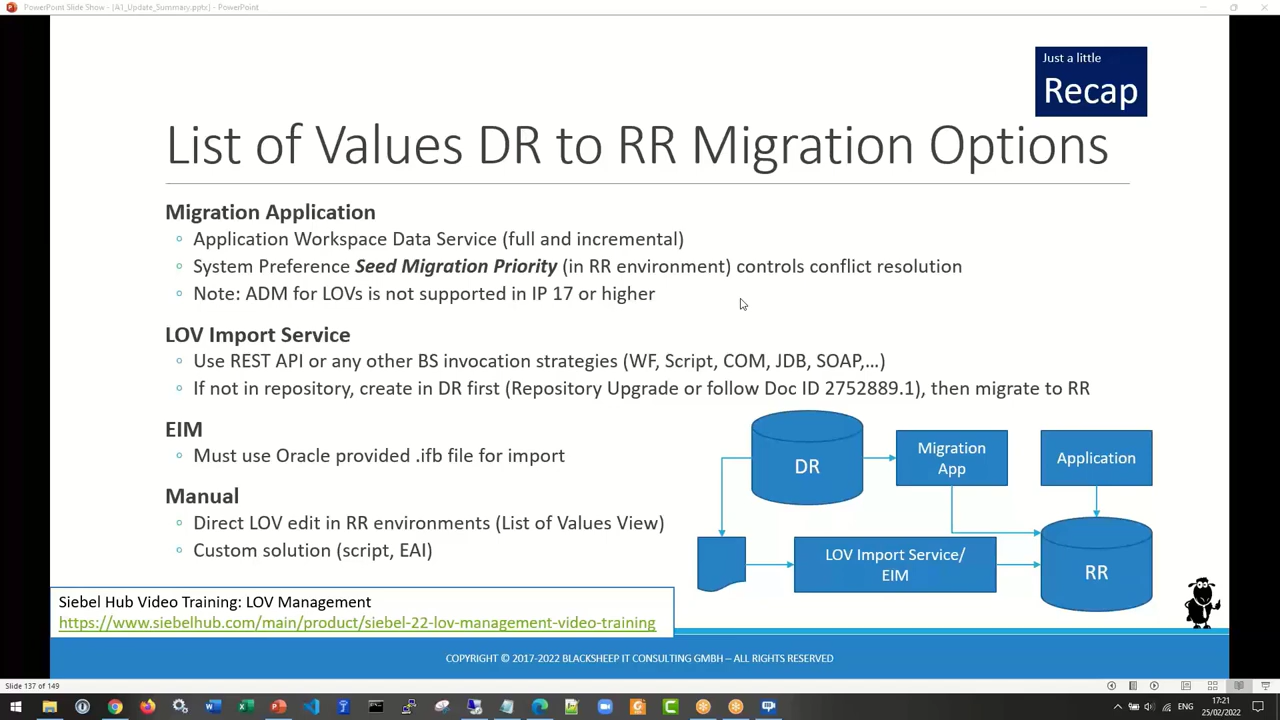 PowerPoint Slide Show - [41_Update_Summary.pptx] - PowerPoint
Just a little
Recap
List of Values DR to RR Migration Options
Migration Application
Application Workspace Data Service (full and incremental)
System Preference Seed Migration Priority (in RR environment) controls conflict resolution
Note: ADM for LOVs is not supported in IP 17 or higher
LOV Import Service
Use REST API or any other BS invocation strategies (WF, Script, COM, JDB, SOAP,...)
If not in repository, create in DR first (Repository Upgrade or follow Doc ID 2752889.1), then migrate to RR
EIM
Must use Oracle provided .ifb file for import
Manual
Direct LOV edit in RR environments (List of Values View)
Custom solution (script, EAI)
DR
Migration
App
Application
LOV Import Service/
EIM
RR
Siebel Hub Video Training: LOV Management
https://www.siebelhub.com/main/product/siebel-22-lov-management-video-training
COPYRIGHT © 2017-2022 BLACKSHEEP IT CONSULTING GMBH – ALL RIGHTS RESERVED
Slide 137 of 149
ENG
17:21
25/02/2022